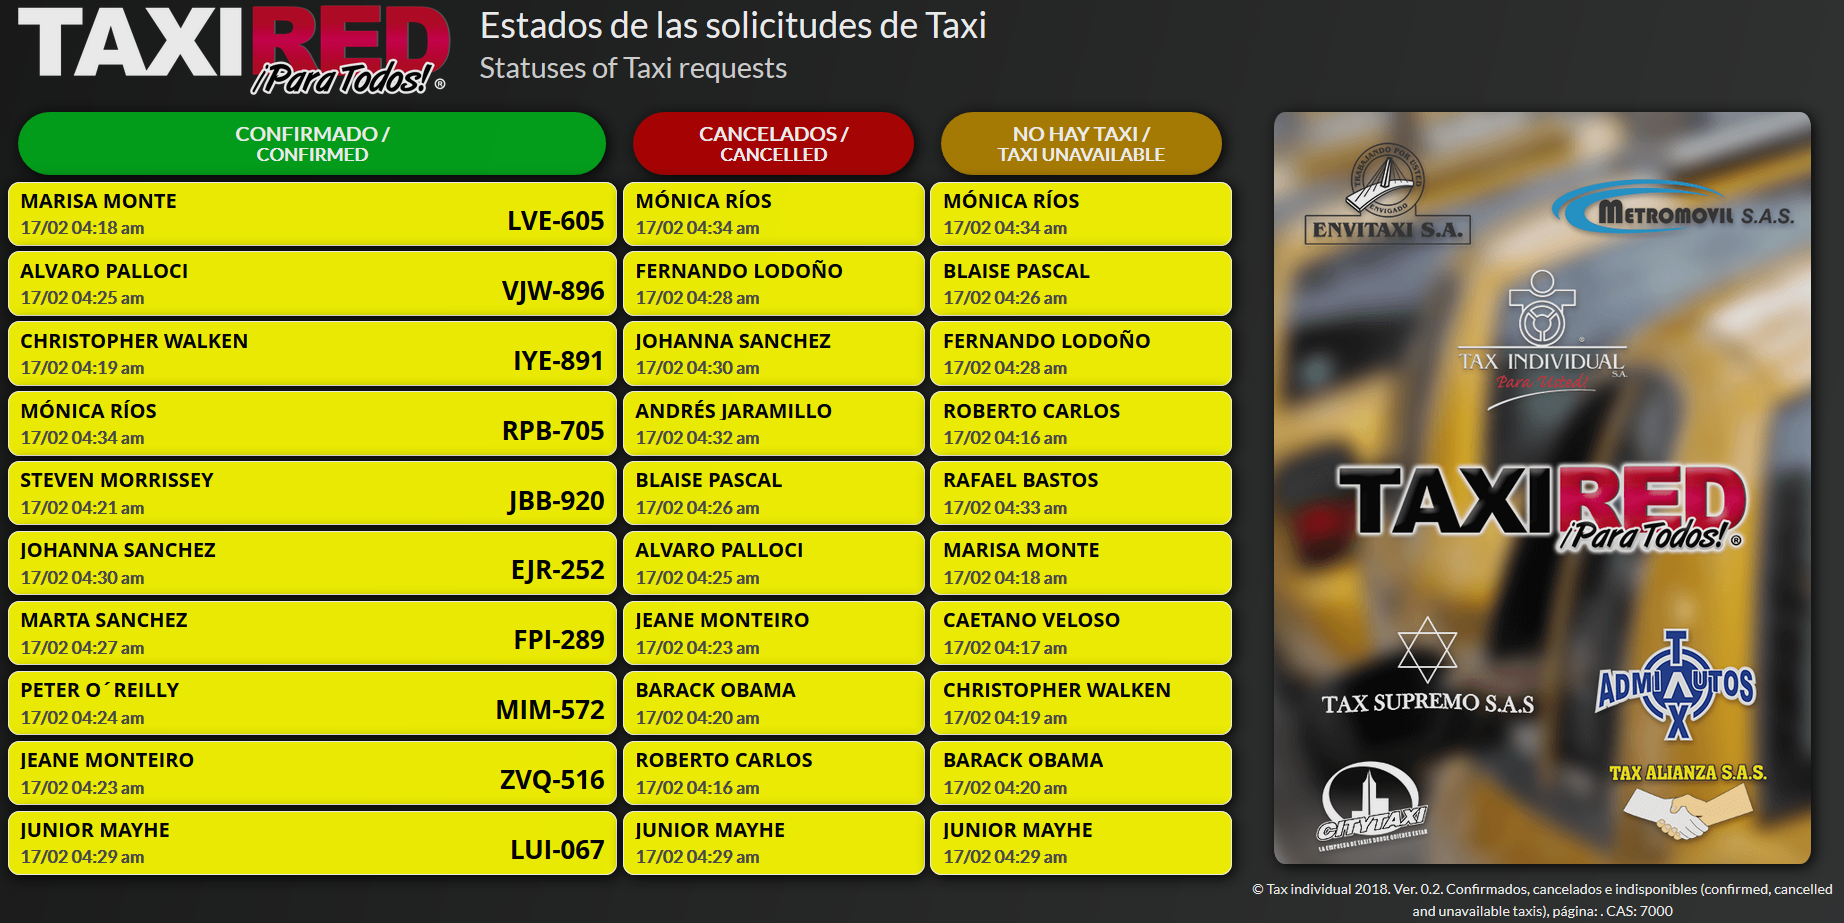 TAXIRED
¡Para Todos!®
Estados de las solicitudes de Taxi
Statuses of Taxi requests
CONFIRMADO /
CONFIRMED
MARISA MONTE
17/02 04:18 am
LVE-605
ALVARO PALLOCI
17/02 04:25 am
VJW-896
CHRISTOPHER WALKEN
17/02 04:19 am
IYE-891
MÓNICA RÍOS
17/02 04:34 am
RPB-705
STEVEN MORRISSEY
17/02 04:21 am
JBB-920
JOHANNA SANCHEZ
17/02 04:30 am
EJR-252
MARTA SANCHEZ
17/02 04:27 am
FPI-289
PETER O´REILLY
17/02 04:24 am
MIM-572
JEANE MONTEIRO
17/02 04:23 am
ZVQ-516
JUNIOR MAYHE
17/02 04:29 am
LUI-067
CANCELADOS /
CANCELLED
MÓNICA RÍOS
17/02 04:34 am
FERNANDO LODOÑO
17/02 04:28 am
JOHANNA SANCHEZ
17/02 04:30 am
ANDRÉS JARAMILLO
17/02 04:32 am
BLAISE PASCAL
17/02 04:26 am
ALVARO PALLOCI
17/02 04:25 am
JEANE MONTEIRO
17/02 04:23 am
BARACK OBAMA
17/02 04:20 am
ROBERTO CARLOS
17/02 04:16 am
JUNIOR MAYHE
17/02 04:29 am
NO HAY TAXI /
TAXI UNAVAILABLE
MÓNICA RÍOS
17/02 04:34 am
BLAISE PASCAL
17/02 04:26 am
FERNANDO LODOÑO
17/02 04:28 am
ROBERTO CARLOS
17/02 04:16 am
RAFAEL BASTOS
17/02 04:33 am
MARISA MONTE
17/02 04:18 am
CAETANO VELOSO
17/02 04:17 am
CHRISTOPHER WALKEN
17/02 04:19 am
BARACK OBAMA
17/02 04:20 am
JUNIOR MAYHE
17/02 04:29 am
TRABAJANDO POR USTED
ENVIGADO
ENVITAXI S.A.
METROMOVIL S.A.S.
TAX INDIVIDUAL
S.A.
Para Usted!
TAXIRED
¡Para Todos!®
TAX SUPREMO S.A.S
TAX
ADMIAUTOS
CITYTAXI
LA EMPRESA DE TAXIS DONDE QUIERES ESTAR
TAX ALIANZA S.A.S.
© Tax individual 2018. Ver. 0.2. Confirmados, cancelados e indisponibles (confirmed, cancelled
and unavailable taxis), página: . CAS: 7000